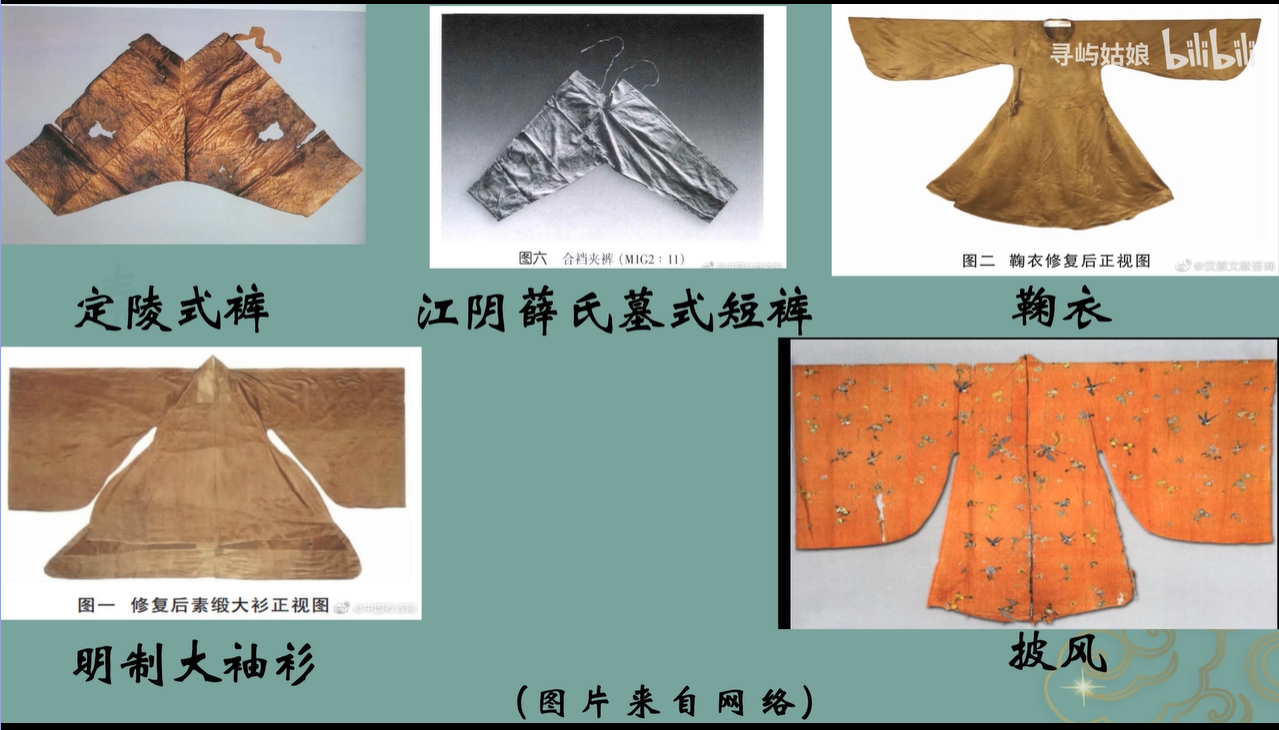 寻屿姑娘 bilibili
图六 合裆夹裤（M1G2：11）
图二 鞠衣修复后正视图
定陵式裤
江阴薛氏墓式短裤
鞠衣
图一 修复后素缎大衫正视图
明制大袖衫
披风
(图片来自网络)